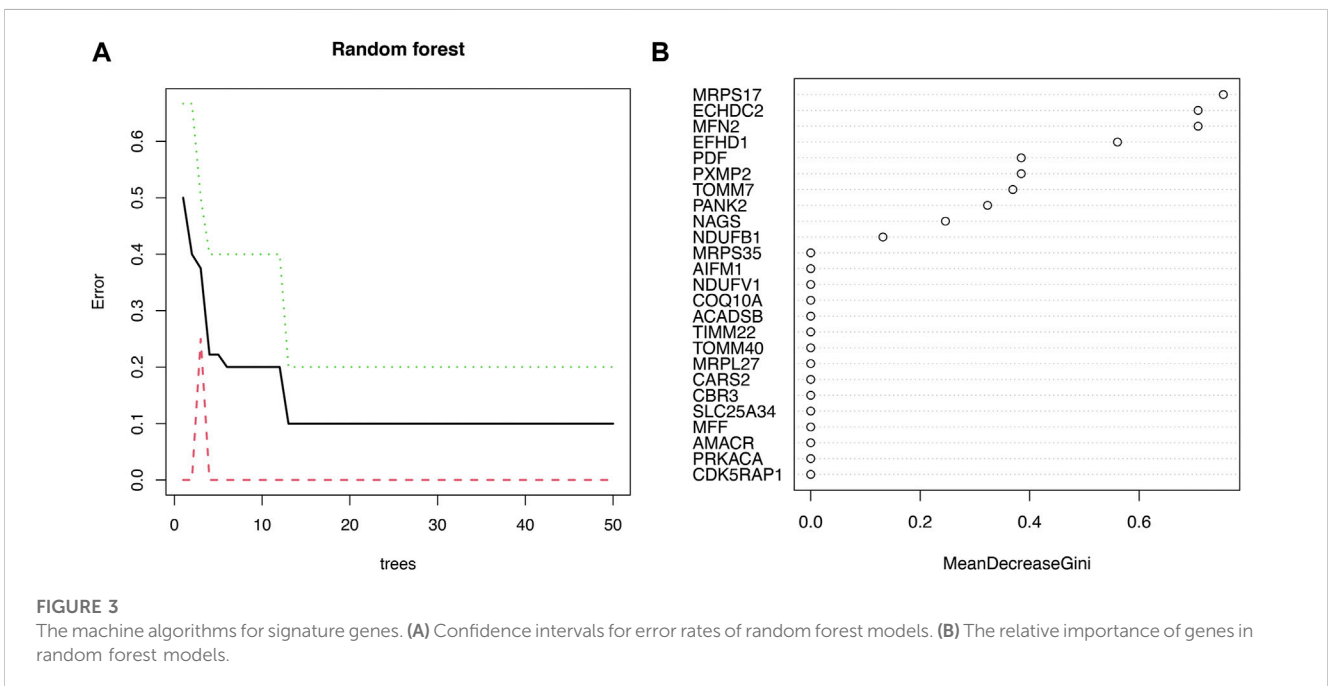 A
Random forest
Error
0.0
0.1
0.2
0.3
0.4
0.5
0.6
0 10 20 30 40 50
trees
B
MRPS17
ECHDC2
MFN2
EFHD1
PDF
PXMP2
TOMM7
PANK2
NAGS
NDUFB1
MRPS35
AIFM1
NDUFV1
COQ10A
ACADSB
TIMM22
TOMM40
MRPL27
CARS2
CBR3
SLC25A34
MFF
AMACR
PRKACA
CDK5RAP1
0.0 0.2 0.4 0.6
MeanDecreaseGini
FIGURE 3
The machine algorithms for signature genes. (A) Confidence intervals for error rates of random forest models. (B) The relative importance of genes in
random forest models.